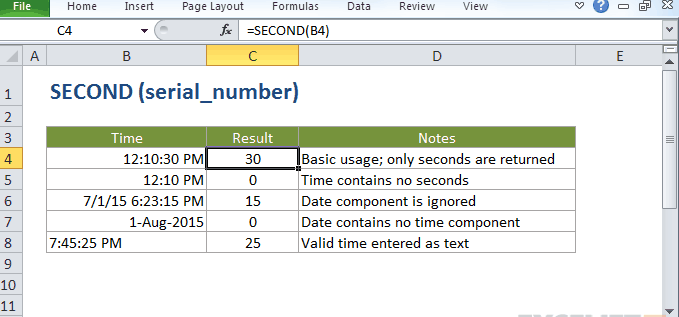 File Home Insert Page Layout Formulas Data Review View
C4 fx =SECOND(B4)
A B C D E
1 SECOND (serial_number)
2
3 Time Result Notes
4 12:10:30 PM 30 Basic usage; only seconds are returned
5 12:10 PM 0 Time contains no seconds
6 7/1/15 6:23:15 PM 15 Date component is ignored
7 1-Aug-2015 0 Date contains no time component
8 7:45:25 PM 25 Valid time entered as text
9
10
11